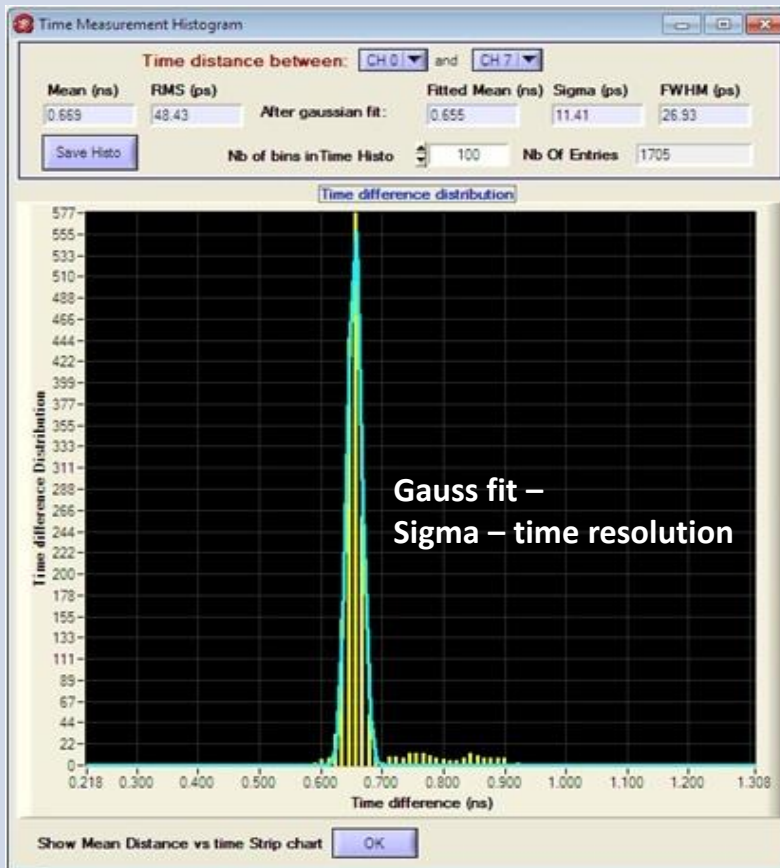 Time Measurement Histogram
Time distance between: CH 0 and CH 7
Mean (ns) RMS (ps) Fitted Mean (ns) Sigma (ps) FWHM (ps)
0.669 48.43 After gaussian fit: 0.655 11.41 26.93
Save Histo Nb of bins in Time Histo 100 Nb Of Entries 1705
Time difference distribution
577
555
533
510
488
466
444
422
399
377
355
333
311
288
266
244
222
200
178
155
133
111
89
67
44
22
0
Time difference Distribution
Gauss fit –
Sigma – time resolution
0.218 0.300 0.400 0.500 0.600 0.700 0.800 0.900 1.000 1.100 1.200 1.308
Time difference (ns)
Show Mean Distance vs time Strip chart OK